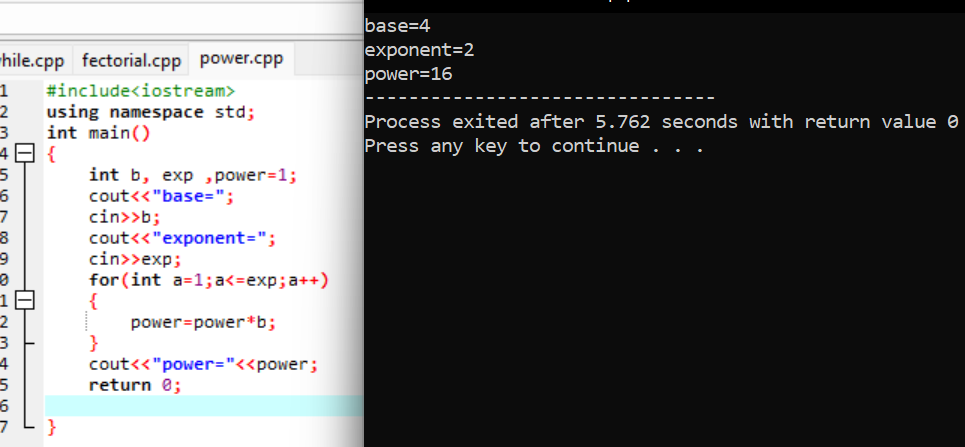 hile.cpp fectorial.cpp power.cpp
1 #include<iostream>
2 using namespace std;
3 int main()
4 {
5 int b, exp ,power=1;
6 cout<<"base=";
7 cin>>b;
8 cout<<"exponent=";
9 cin>>exp;
0 for(int a=1;a<=exp;a++)
1 {
2 power=power*b;
3 }
4 cout<<"power="<<power;
5 return 0;
6
7 }
base=4
exponent=2
power=16
--------------------------------
Process exited after 5.762 seconds with return value 0
Press any key to continue . . .